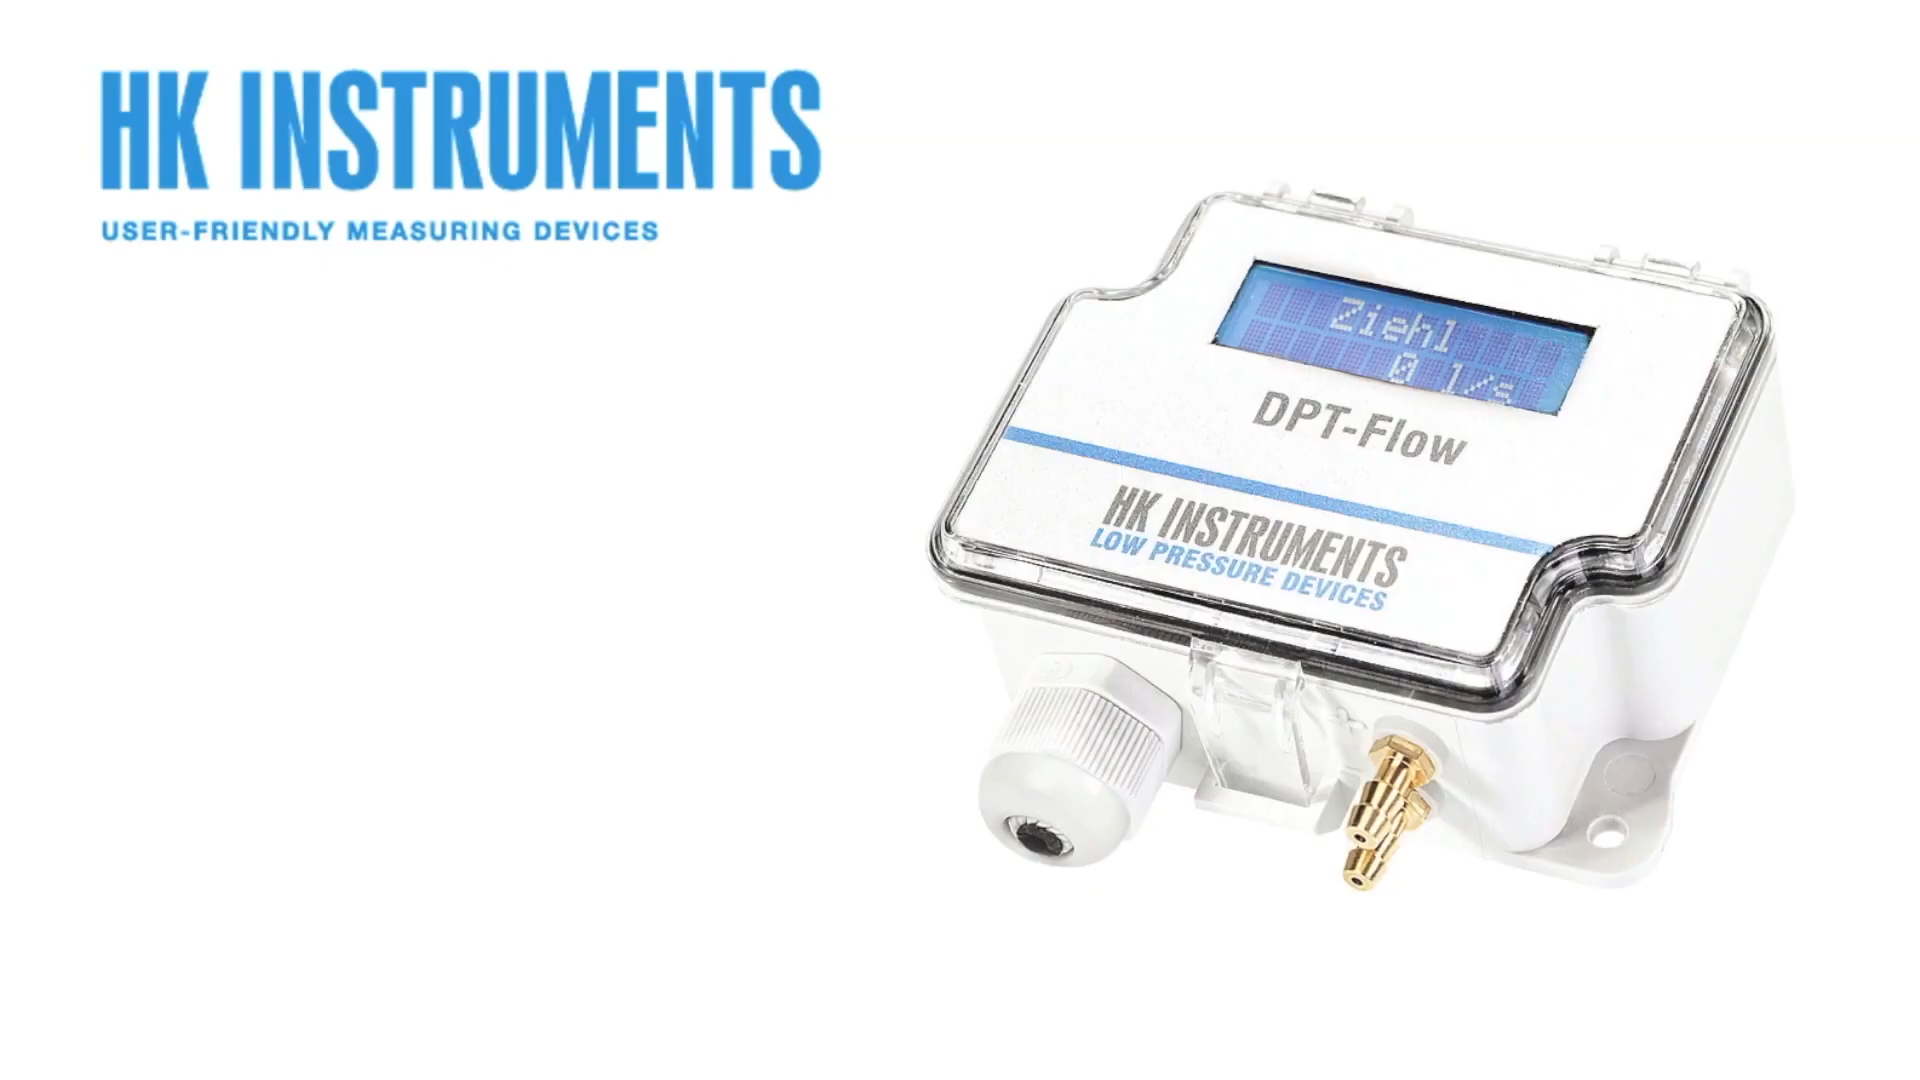 HK INSTRUMENTS
USER-FRIENDLY MEASURING DEVICES
Ziehl
0 l/s
DPT-Flow
HK INSTRUMENTS
LOW PRESSURE DEVICES